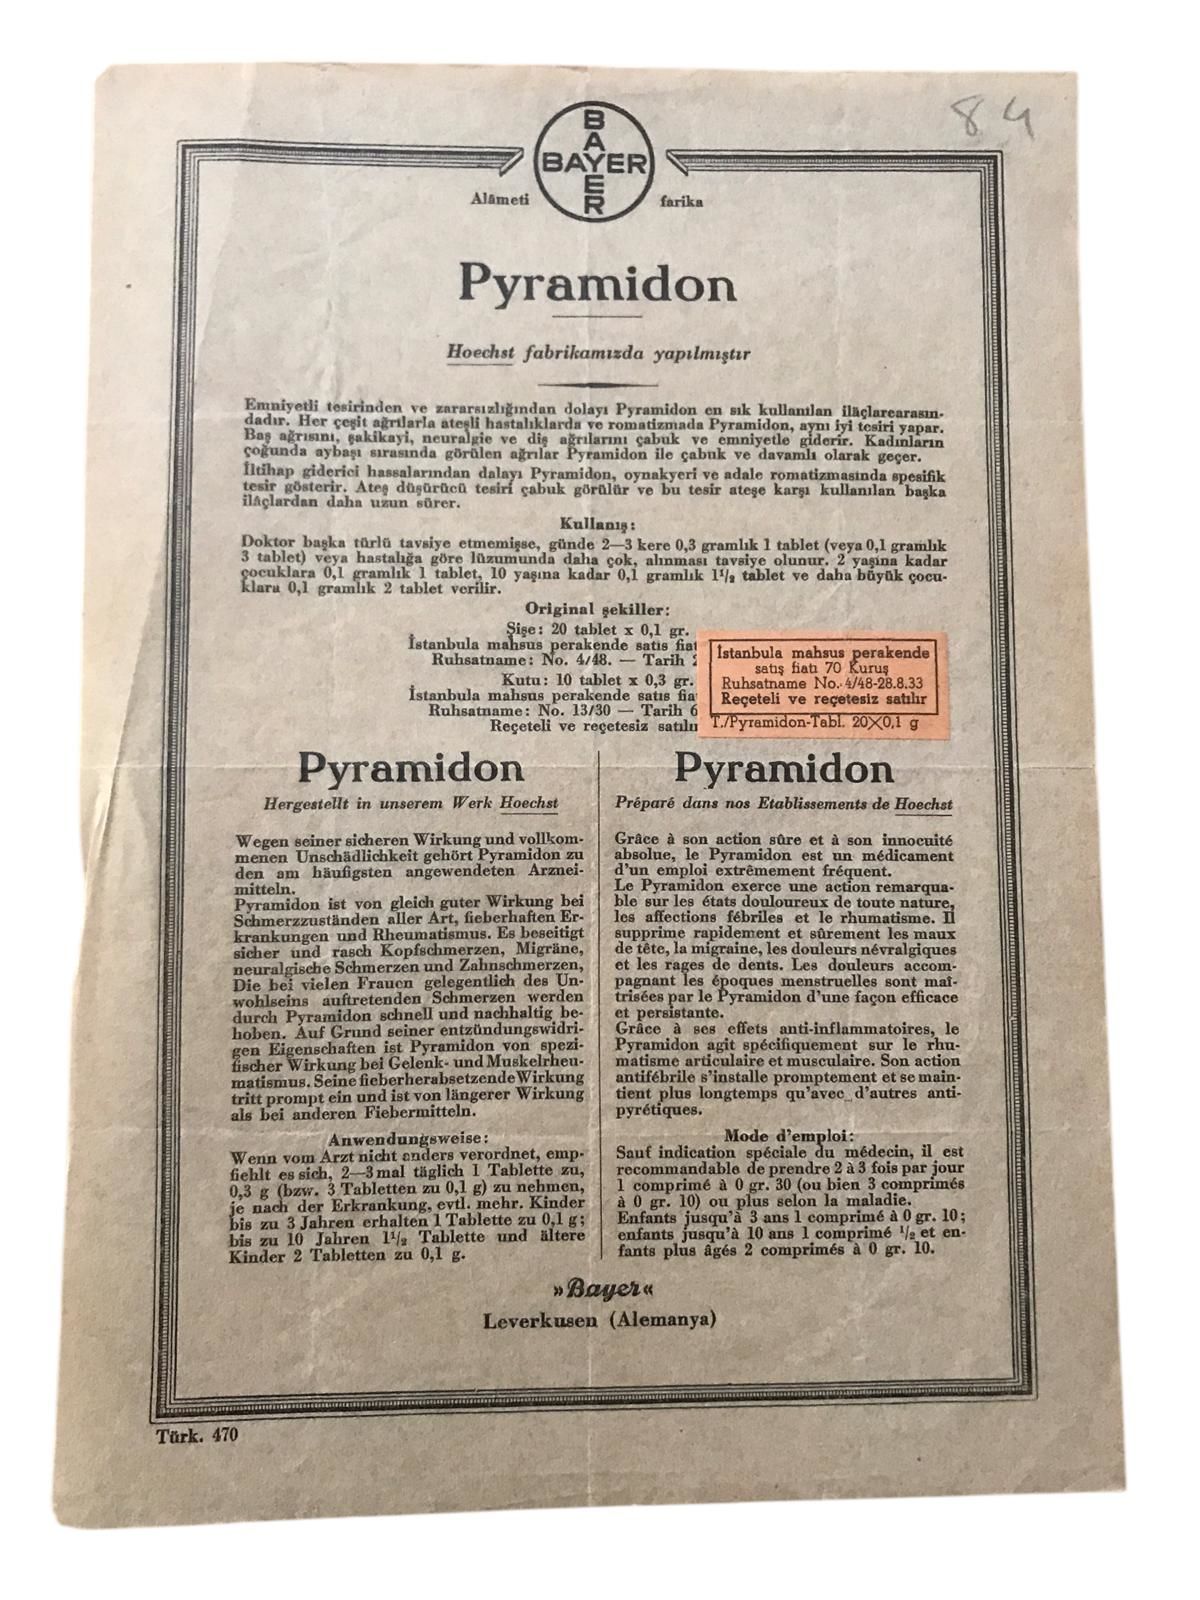 84
BAYER
BAYER
Alâmeti farika
Pyramidon
Hoechst fabrikamızda yapılmıştır
Emniyetli tesirinden ve zararsızlığından dolayı Pyramidon en sık kullanılan ilâçlarearasın-
dadır. Her çeşit ağrılarla ateşli hastalıklarda ve romatizmada Pyramidon, aynı iyi tesiri yapar.
Baş ağrısını, şakikayi, neuralgie ve diş ağrılarını çabuk ve emniyetle giderir. Kadınların
çoğunda aybaşı sırasında görülen ağrılar Pyramidon ile çabuk ve davamlı olarak geçer.
İltihap giderici hassalarından dalayı Pyramidon, oynakyeri ve adale romatizmasında spesifik
tesir gösterir. Ateş düşürücü tesiri çabuk görülür ve bu tesir ateşe karşı kullanılan başka
ilâçlardan daha uzun sürer.
Kullanış:
Doktor başka türlü tavsiye etmemişse, günde 2—3 kere 0,3 gramlık 1 tablet (veya 0,1 gramlık
3 tablet) veya hastalığa göre lüzumunda daha çok, alınması tavsiye olunur. 2 yaşına kadar
çocuklara 0,1 gramlık 1 tablet, 10 yaşına kadar 0,1 gramlık 1¹/₂ tablet ve daha büyük çocu-
klara 0,1 gramlık 2 tablet verilir.
Original şekiller:
Şişe: 20 tablet x 0,1 gr.
İstanbula mahsus perakende satıs fiat
Ruhsatname: No. 4/48. — Tarih 2
Kutu: 10 tablet x 0,3 gr.
İstanbula mahsus perakende satıs fia
Ruhsatname: No. 13/30 — Tarih 6
Reçeteli ve reçetesiz satılır
İstanbula mahsus perakende
satış fiatı 70 Kuruş
Ruhsatname No. 4/48-28.8.33
Reçeteli ve reçetesiz satılır
T./Pyramidon-Tabl. 20×0,1 g
Pyramidon
Hergestellt in unserem Werk Hoechst
Wegen seiner sicheren Wirkung und vollkom-
menen Unschädlichkeit gehört Pyramidon zu
den am häufigsten angewendeten Arznei-
mitteln.
Pyramidon ist von gleich guter Wirkung bei
Schmerzzuständen aller Art, fieberhaften Er-
krankungen und Rheumatismus. Es beseitigt
sicher und rasch Kopfschmerzen, Migräne,
neuralgische Schmerzen und Zahnschmerzen,
Die bei vielen Frauen gelegentlich des Un-
wohlseins auftretenden Schmerzen werden
durch Pyramidon schnell und nachhaltig be-
hoben. Auf Grund seiner entzündungswidri-
gen Eigenschaften ist Pyramidon von spezi-
fischer Wirkung bei Gelenk- und Muskelrheu-
matismus. Seine fieberherabsetzende Wirkung
tritt prompt ein und ist von längerer Wirkung
als bei anderen Fiebermitteln.
Anwendungsweise:
Wenn vom Arzt nicht anders verordnet, emp-
fiehlt es sich, 2—3 mal täglich 1 Tablette zu,
0,3 g (bzw. 3 Tabletten zu 0,1 g) zu nehmen,
je nach der Erkrankung, evtl. mehr. Kinder
bis zu 3 Jahren erhalten 1 Tablette zu 0,1 g;
bis zu 10 Jahren 1¹/₂ Tablette und ältere
Kinder 2 Tabletten zu 0,1 g.
Pyramidon
Préparé dans nos Etablissements de Hoechst
Grâce à son action sûre et à son innocuité
absolue, le Pyramidon est un médicament
d'un emploi extrêmement fréquent.
Le Pyramidon exerce une action remarqua-
ble sur les états douloureux de toute nature,
les affections fébriles et le rhumatisme. Il
supprime rapidement et sûrement les maux
de tête, la migraine, les douleurs névralgiques
et les rages de dents. Les douleurs accom-
pagnant les époques menstruelles sont maî-
trisées par le Pyramidon d'une façon efficace
et persistante.
Grâce à ses effets anti-inflammatoires, le
Pyramidon agit spécifiquement sur le rhu-
matisme articulaire et musculaire. Son action
antifébrile s'installe promptement et se main-
tient plus longtemps qu'avec d'autres anti-
pyrétiques.
Mode d'emploi:
Sauf indication spéciale du médecin, il est
recommandable de prendre 2 à 3 fois par jour
1 comprimé à 0 gr. 30 (ou bien 3 comprimés
à 0 gr. 10) ou plus selon la maladie.
Enfants jusqu'à 3 ans 1 comprimé à 0 gr. 10;
enfants jusqu'à 10 ans 1 comprimé ¹/₂ et en-
fants plus âgés 2 comprimés à 0 gr. 10.
»Bayer«
Leverkusen (Alemanya)
Türk. 470